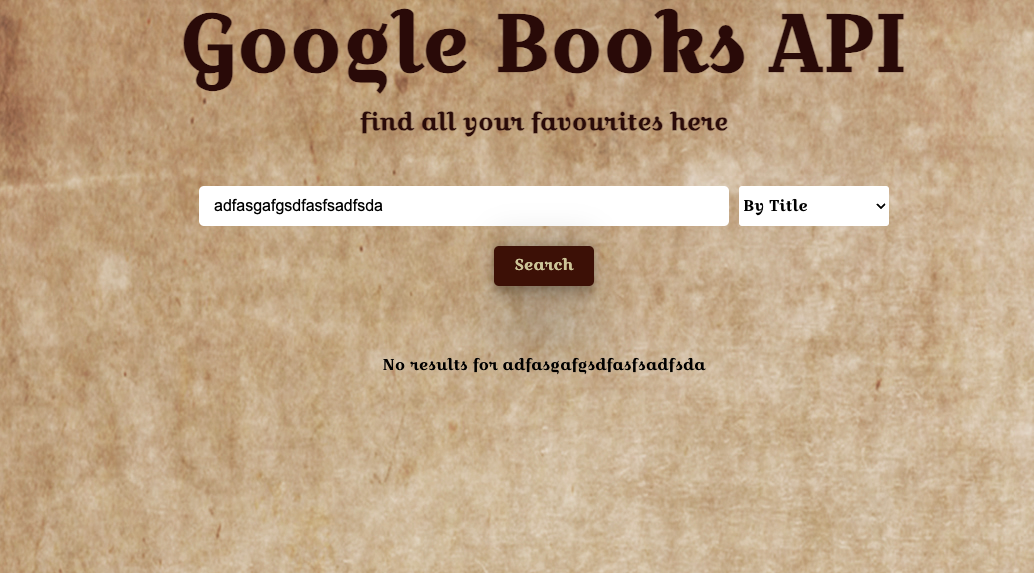 Google Books API
find all your favourites here
adfasgafgsdfasfsadfsda By Title
Search
No results for adfasgafgsdfasfsadfsda